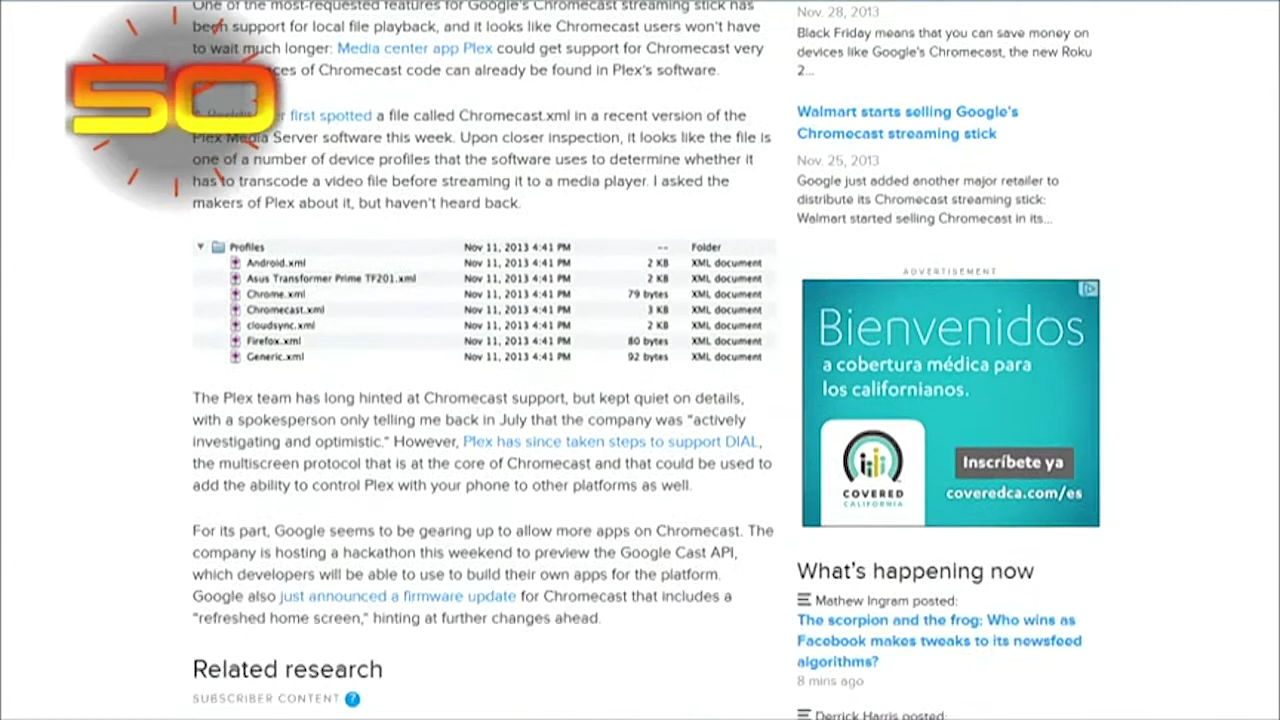 One of the most-requested features for Google's Chromecast streaming stick has
been support for local file playback, and it looks like Chromecast users won't have
to wait much longer: Media center app Plex could get support for Chromecast very
ces of Chromecast code can already be found in Plex's software.
50
first spotted a file called Chromecast.xml in a recent version of the
Plex Media Server software this week. Upon closer inspection, it looks like the file is
one of a number of device profiles that the software uses to determine whether it
has to transcode a video file before streaming it to a media player. I asked the
makers of Plex about it, but haven't heard back.
Profiles Nov 11, 2013 4:41 PM -- Folder
Android.xml Nov 11, 2013 4:41 PM 2 KB XML document
Asus Transformer Prime TF201.xml Nov 11, 2013 4:41 PM 2 KB XML document
Chrome.xml Nov 11, 2013 4:41 PM 79 bytes XML document
Chromecast.xml Nov 11, 2013 4:41 PM 3 KB XML document
cloudsync.xml Nov 11, 2013 4:41 PM 2 KB XML document
Firefox.xml Nov 11, 2013 4:41 PM 80 bytes XML document
Generic.xml Nov 11, 2013 4:41 PM 92 bytes XML document
The Plex team has long hinted at Chromecast support, but kept quiet on details,
with a spokesperson only telling me back in July that the company was "actively
investigating and optimistic." However, Plex has since taken steps to support DIAL,
the multiscreen protocol that is at the core of Chromecast and that could be used to
add the ability to control Plex with your phone to other platforms as well.
For its part, Google seems to be gearing up to allow more apps on Chromecast. The
company is hosting a hackathon this weekend to preview the Google Cast API,
which developers will be able to use to build their own apps for the platform.
Google also just announced a firmware update for Chromecast that includes a
"refreshed home screen," hinting at further changes ahead.
Related research
SUBSCRIBER CONTENT ?
Nov. 28, 2013
Black Friday means that you can save money on
devices like Google's Chromecast, the new Roku
2...
Walmart starts selling Google's
Chromecast streaming stick
Nov. 25, 2013
Google just added another major retailer to
distribute its Chromecast streaming stick:
Walmart started selling Chromecast in its...
ADVERTISEMENT
Bienvenidos
a cobertura médica para
los californianos.
COVERED
CALIFORNIA
Inscríbete ya
coveredca.com/es
What's happening now
Mathew Ingram posted:
The scorpion and the frog: Who wins as
Facebook makes tweaks to its newsfeed
algorithms?
8 mins ago
Derrick Harris posted: